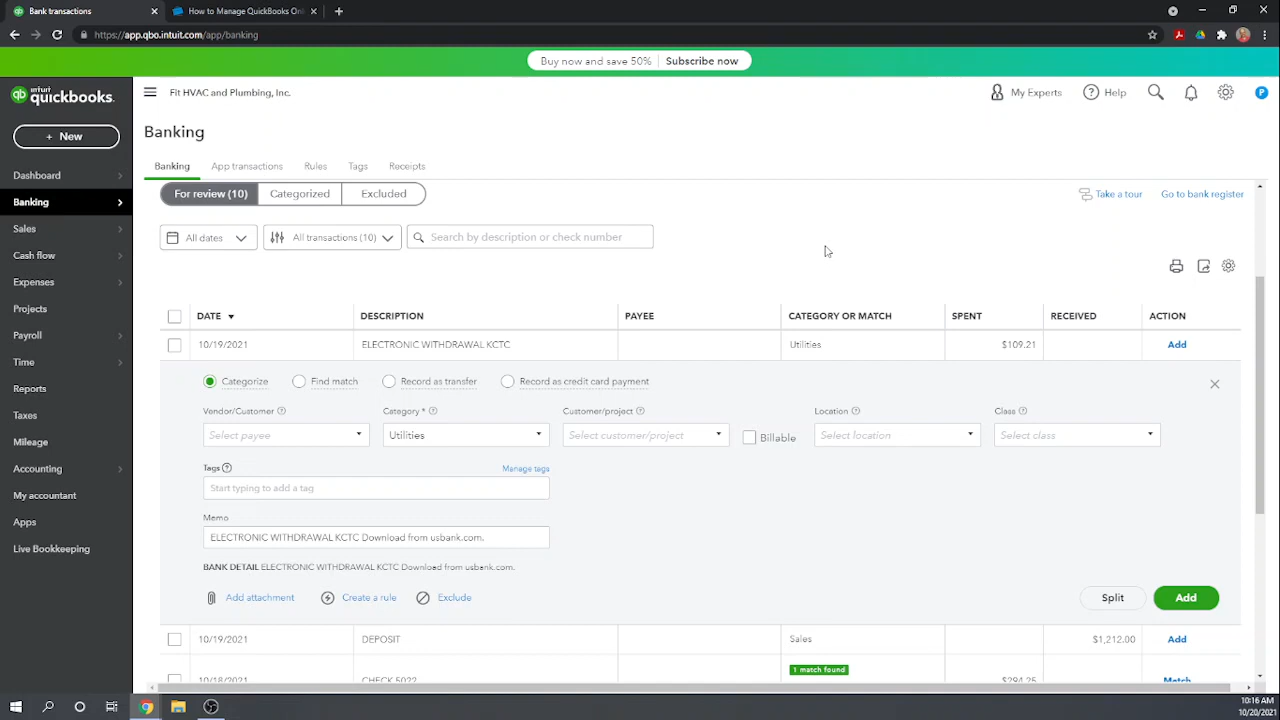 Bank transactions
How to Manage QuickBooks Onl
https://app.qbo.intuit.com/app/banking
Buy now and save 50% Subscribe now
intuit quickbooks.
Fit HVAC and Plumbing, Inc.
My Experts Help P
+ New
Dashboard
Banking
Sales
Cash flow
Expenses
Projects
Payroll
Time
Reports
Taxes
Mileage
Accounting
My accountant
Apps
Live Bookkeeping
Banking
Banking App transactions Rules Tags Receipts
For review (10) Categorized Excluded
Take a tour Go to bank register
All dates All transactions (10) Search by description or check number
DATE DESCRIPTION PAYEE CATEGORY OR MATCH SPENT RECEIVED ACTION
10/19/2021 ELECTRONIC WITHDRAWAL KCTC Utilities $109.21 Add
Categorize Find match Record as transfer Record as credit card payment
Vendor/Customer Category * Customer/project Location Class
Select payee Utilities Select customer/project Billable Select location Select class
Tags Manage tags
Start typing to add a tag
Memo
ELECTRONIC WITHDRAWAL KCTC Download from usbank.com.
BANK DETAIL ELECTRONIC WITHDRAWAL KCTC Download from usbank.com.
Add attachment Create a rule Exclude Split Add
10/19/2021 DEPOSIT Sales $1,212.00 Add
1 match found
10/18/2021 CHECK 5022 $294.25 Match
10:16 AM
10/20/2021